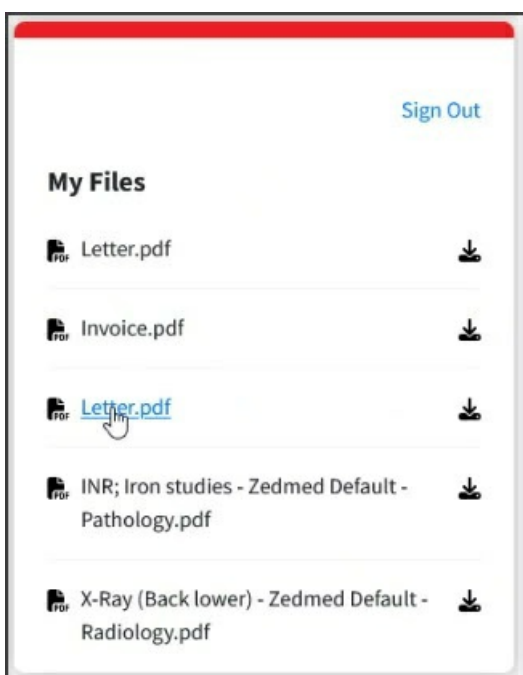 Sign Out
My Files
Letter.pdf
Invoice.pdf
Letter.pdf
INR; Iron studies - Zedmed Default -
Pathology.pdf
X-Ray (Back lower) - Zedmed Default -
Radiology.pdf